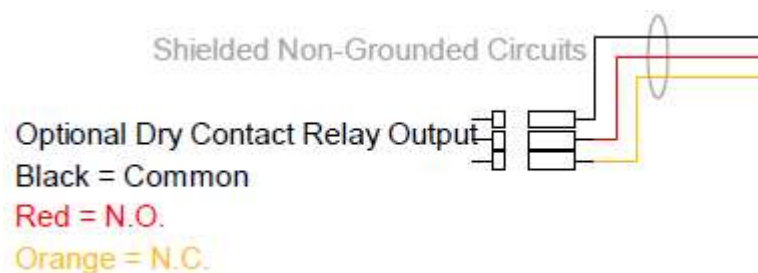 Shielded Non-Grounded Circuits
Optional Dry Contact Relay Output
Black = Common
Red = N.O.
Orange = N.C.